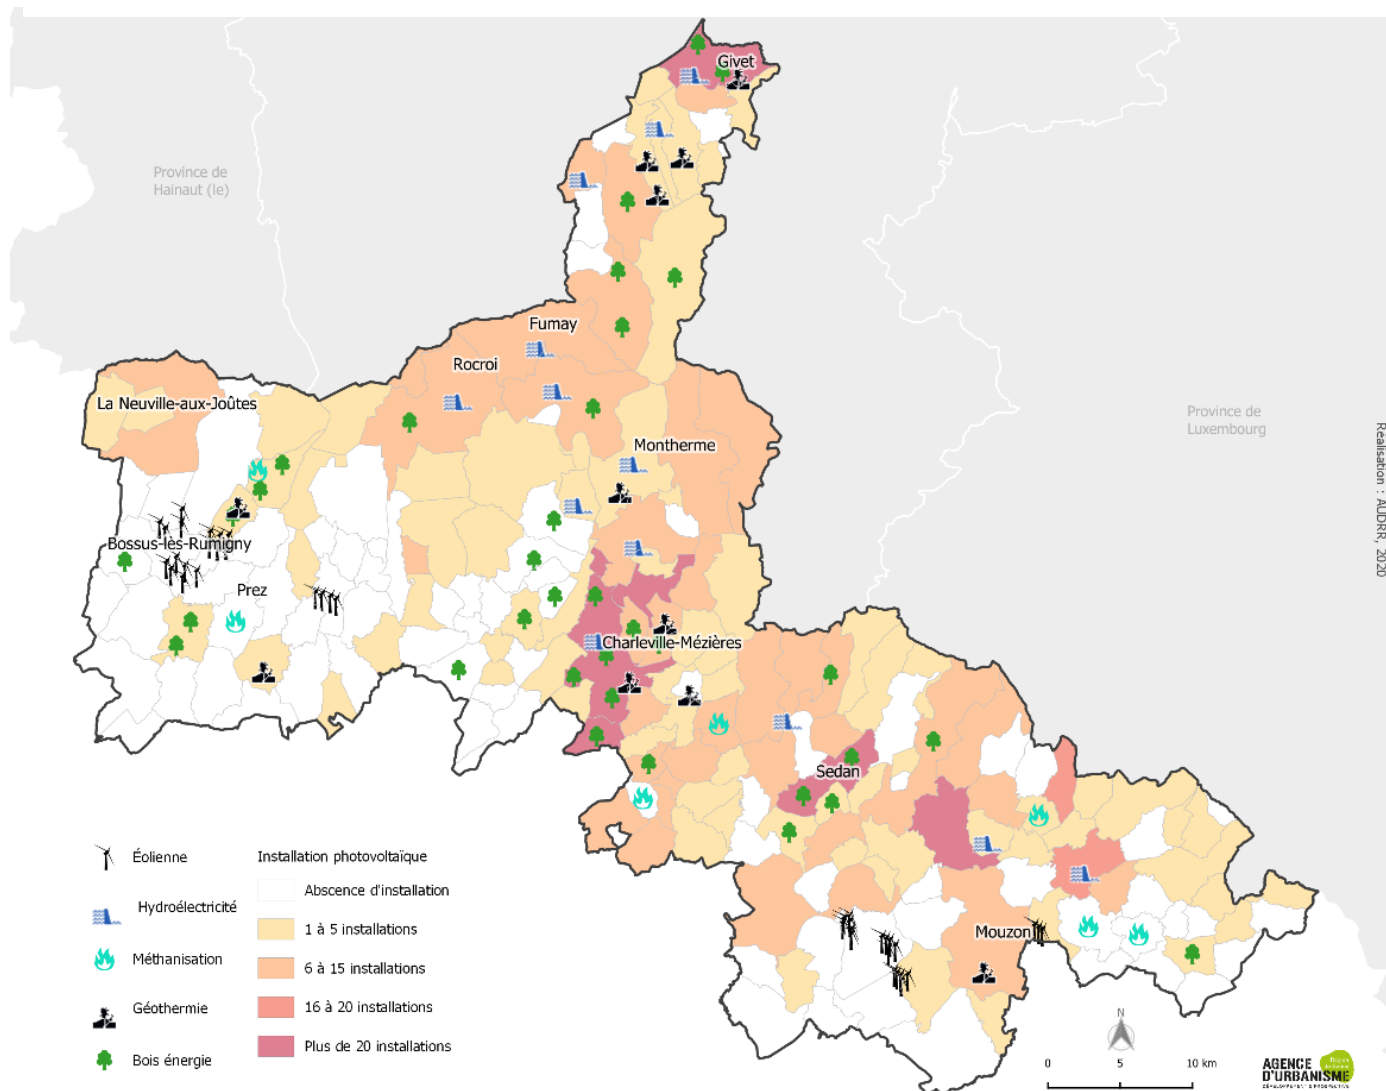 Givet
Province de
Hainaut (le)
Fumay
Rocroi
La Neuville-aux-Joûtes
Province de
Luxembourg
Montherme
Réalisation : AUDRR, 2020
Bossus-lès-Rumigny
Prez
Charleville-Mézières
Sedan
Mouzon
Éolienne
Hydroélectricité
Méthanisation
Géothermie
Bois énergie
Installation photovoltaïque
Abscence d'installation
1 à 5 installations
6 à 15 installations
16 à 20 installations
Plus de 20 installations
N
0 5 10 km
AGENCE
D'URBANISME